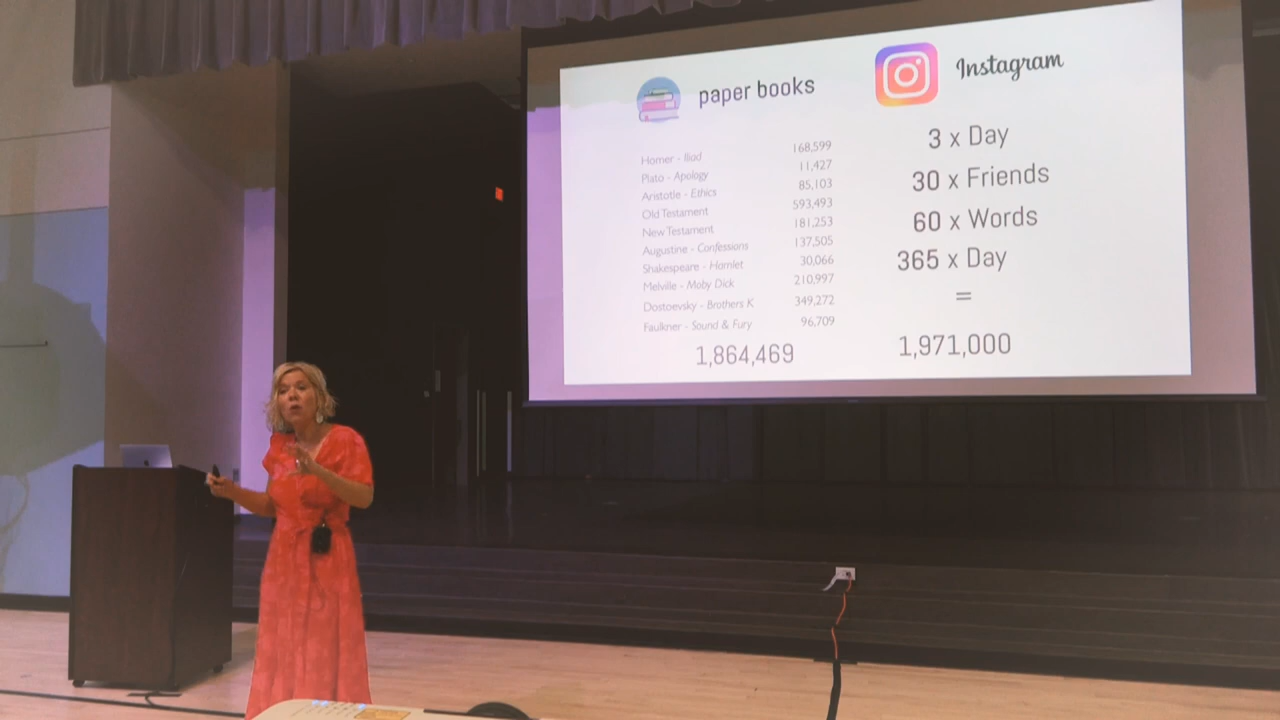 paper books
Homer - Iliad 168,599
Plato - Apology 11,427
Aristotle - Ethics 85,103
Old Testament 593,493
New Testament 181,253
Augustine - Confessions 137,505
Shakespeare - Hamlet 30,066
Melville - Moby Dick 210,997
Dostoevsky - Brothers K 349,272
Faulkner - Sound & Fury 96,709
1,864,469
Instagram
3 x Day
30 x Friends
60 x Words
365 x Day
=
1,971,000